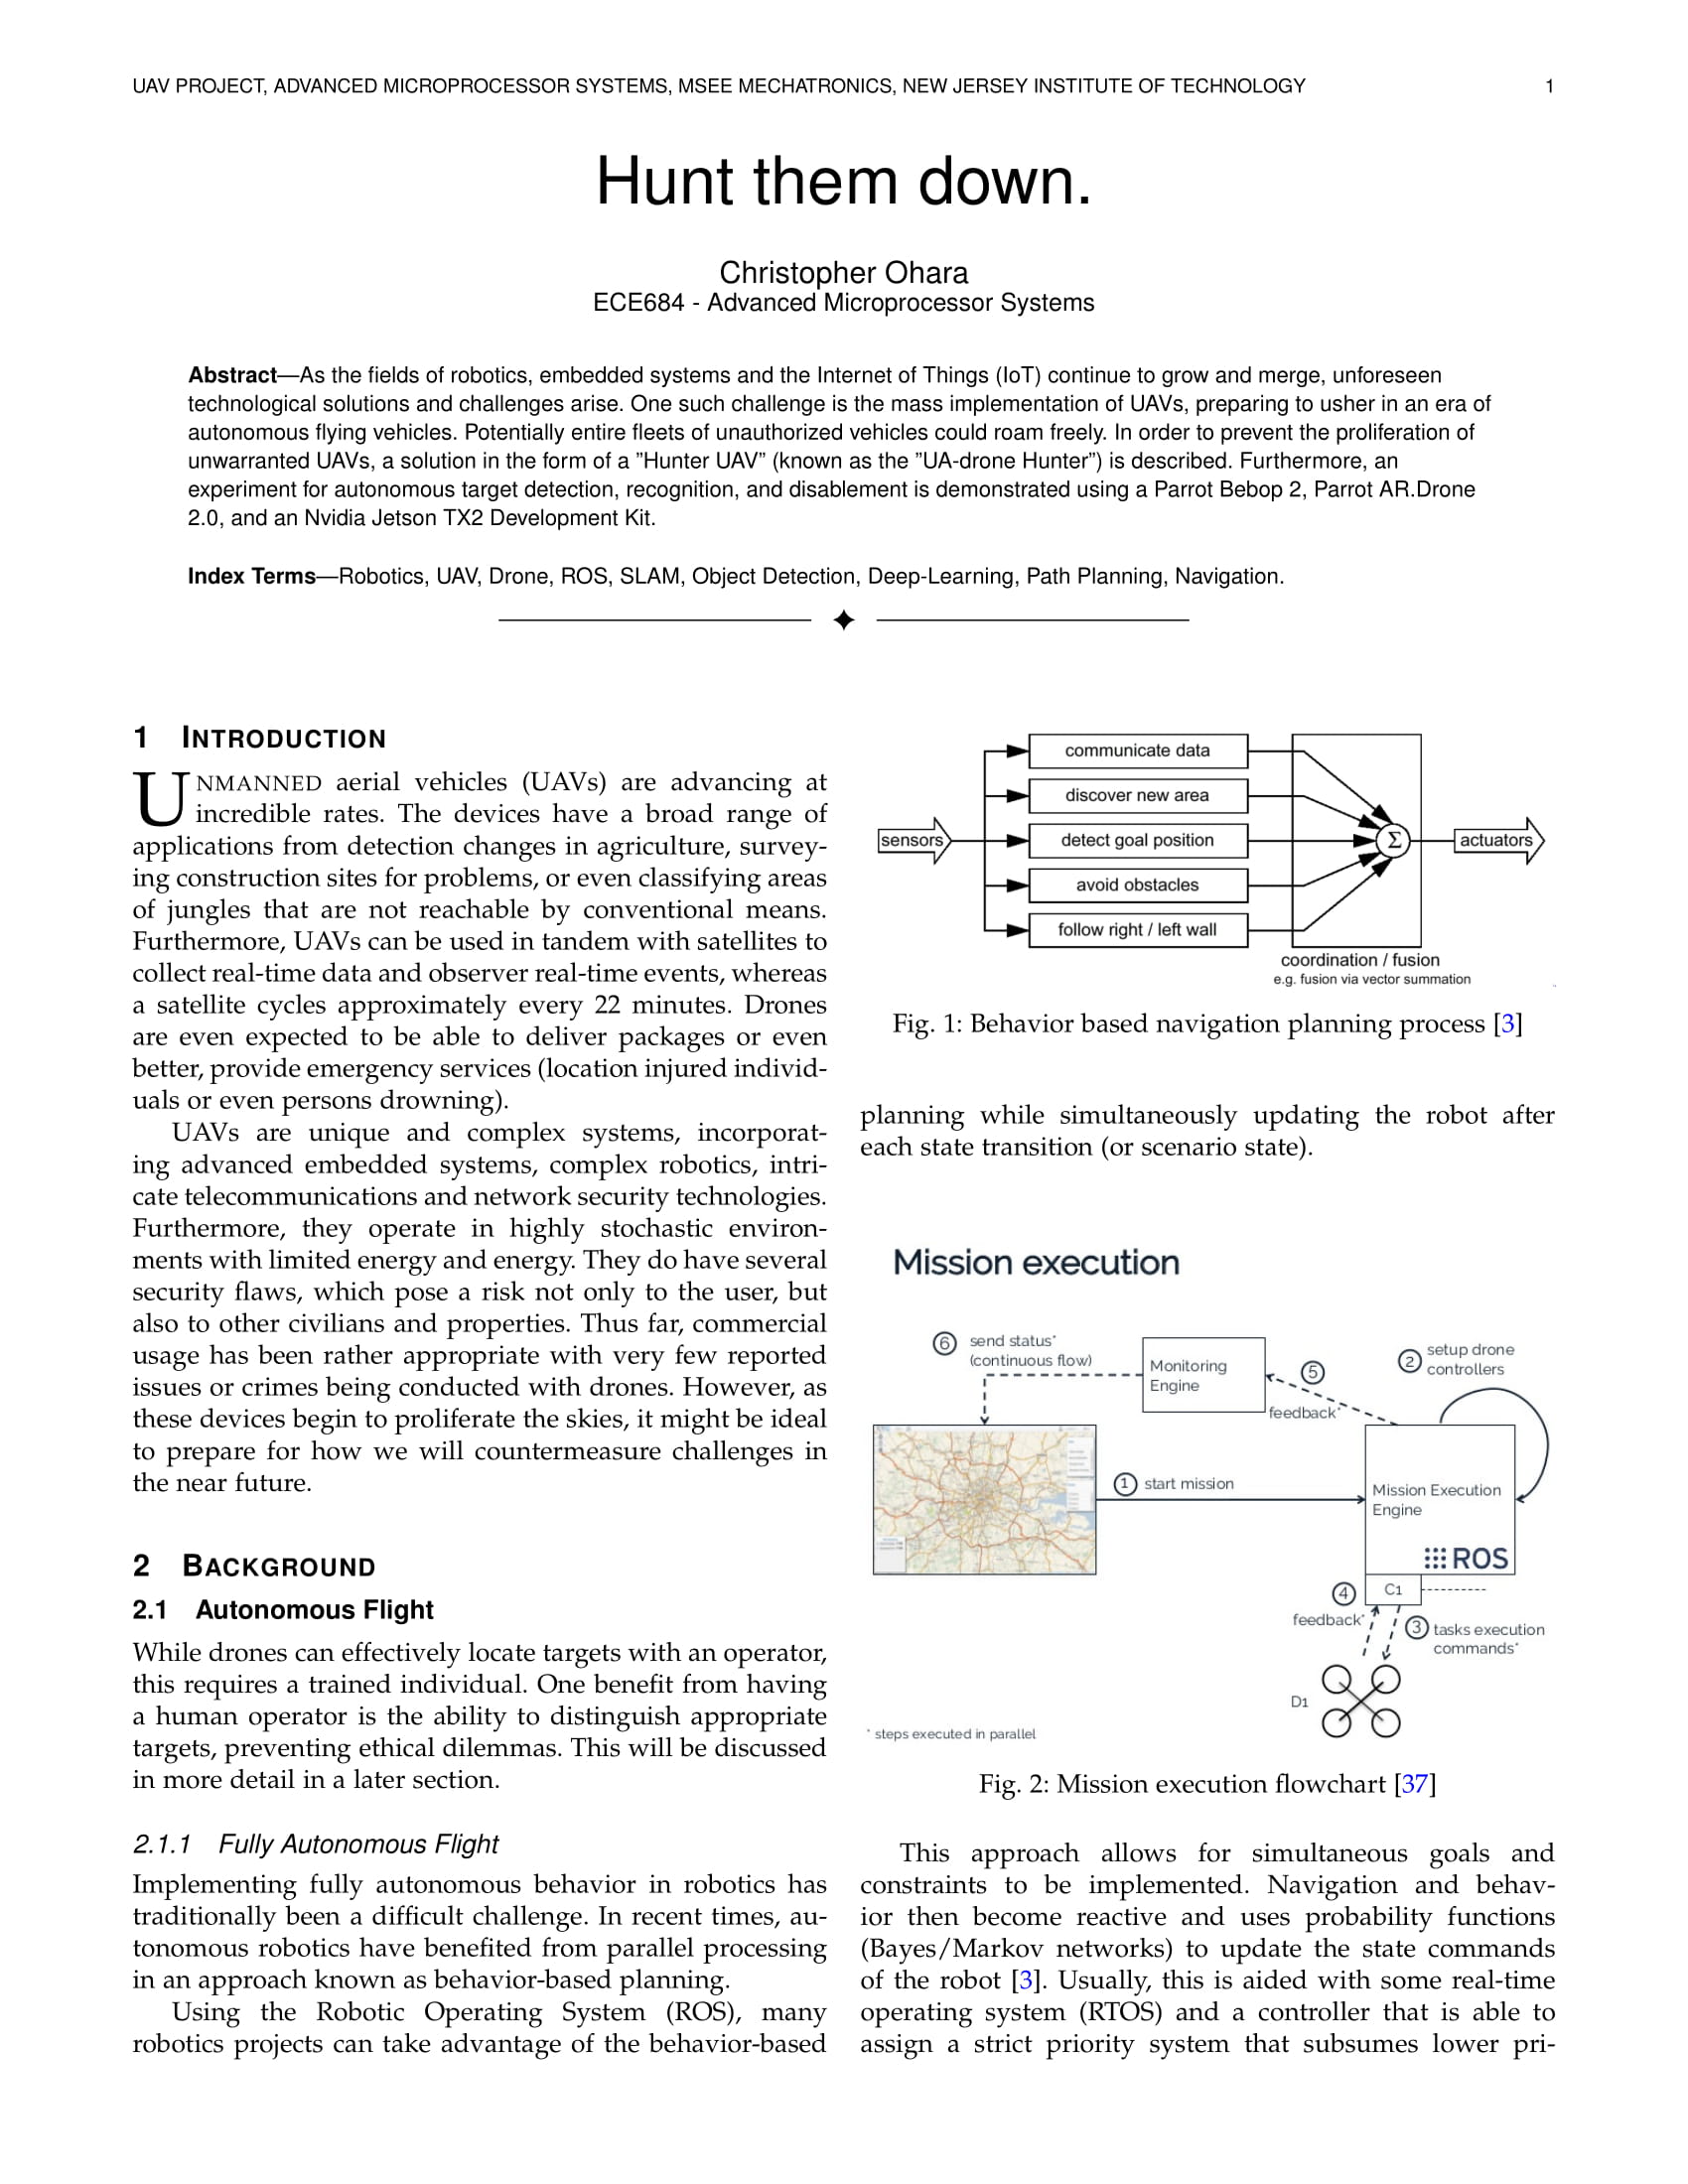 UAV PROJECT, ADVANCED MICROPROCESSOR SYSTEMS, MSEE MECHATRONICS, NEW JERSEY INSTITUTE OF TECHNOLOGY 1
Hunt them down.
Christopher Ohara
ECE684 - Advanced Microprocessor Systems
Abstract—As the fields of robotics, embedded systems and the Internet of Things (IoT) continue to grow and merge, unforeseen
technological solutions and challenges arise. One such challenge is the mass implementation of UAVs, preparing to usher in an era of
autonomous flying vehicles. Potentially entire fleets of unauthorized vehicles could roam freely. In order to prevent the proliferation of
unwarranted UAVs, a solution in the form of a ”Hunter UAV” (known as the ”UA-drone Hunter”) is described. Furthermore, an
experiment for autonomous target detection, recognition, and disablement is demonstrated using a Parrot Bebop 2, Parrot AR.Drone
2.0, and an Nvidia Jetson TX2 Development Kit.
Index Terms—Robotics, UAV, Drone, ROS, SLAM, Object Detection, Deep-Learning, Path Planning, Navigation.
1 INTRODUCTION
UNMANNED aerial vehicles (UAVs) are advancing at
incredible rates. The devices have a broad range of
applications from detection changes in agriculture, survey-
ing construction sites for problems, or even classifying areas
of jungles that are not reachable by conventional means.
Furthermore, UAVs can be used in tandem with satellites to
collect real-time data and observer real-time events, whereas
a satellite cycles approximately every 22 minutes. Drones
are even expected to be able to deliver packages or even
better, provide emergency services (location injured individ-
uals or even persons drowning).
UAVs are unique and complex systems, incorporat-
ing advanced embedded systems, complex robotics, intri-
cate telecommunications and network security technologies.
Furthermore, they operate in highly stochastic environ-
ments with limited energy and energy. They do have several
security flaws, which pose a risk not only to the user, but
also to other civilians and properties. Thus far, commercial
usage has been rather appropriate with very few reported
issues or crimes being conducted with drones. However, as
these devices begin to proliferate the skies, it might be ideal
to prepare for how we will countermeasure challenges in
the near future.
2 BACKGROUND
2.1 Autonomous Flight
While drones can effectively locate targets with an operator,
this requires a trained individual. One benefit from having
a human operator is the ability to distinguish appropriate
targets, preventing ethical dilemmas. This will be discussed
in more detail in a later section.
2.1.1 Fully Autonomous Flight
Implementing fully autonomous behavior in robotics has
traditionally been a difficult challenge. In recent times, au-
tonomous robotics have benefited from parallel processing
in an approach known as behavior-based planning.
Using the Robotic Operating System (ROS), many
robotics projects can take advantage of the behavior-based
communicate data
discover new area
sensors
detect goal position
Σ
actuators
avoid obstacles
follow right / left wall
coordination / fusion
e.g. fusion via vector summation
Fig. 1: Behavior based navigation planning process [3]
planning while simultaneously updating the robot after
each state transition (or scenario state).
Mission execution
6 send status*
(continuous flow)
Monitoring
Engine
5
feedback*
2 setup drone
controllers
1 start mission
Mission Execution
Engine
ROS
C1
4
feedback*
3 tasks execution
commands*
D1
* steps executed in parallel
Fig. 2: Mission execution flowchart [37]
This approach allows for simultaneous goals and
constraints to be implemented. Navigation and behav-
ior then become reactive and uses probability functions
(Bayes/Markov networks) to update the state commands
of the robot [3]. Usually, this is aided with some real-time
operating system (RTOS) and a controller that is able to
assign a strict priority system that subsumes lower pri-